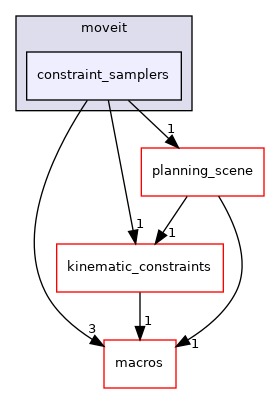 moveit
constraint_samplers
1
planning_scene
1
1
kinematic_constraints
3
1
1
macros